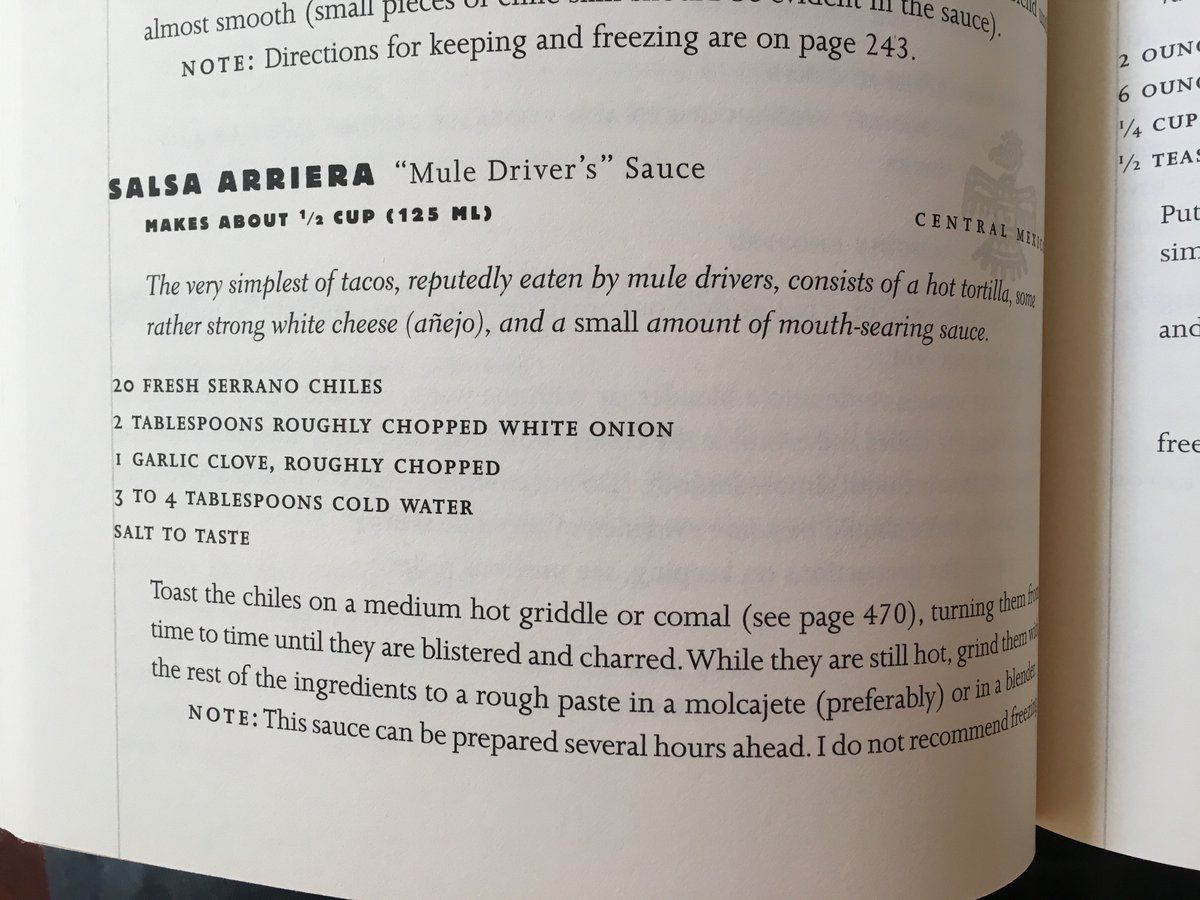 almost smooth (small pieces of chile skin should be evident in the sauce).
NOTE: Directions for keeping and freezing are on page 243.
SALSA ARRIERA “Mule Driver’s” Sauce
MAKES ABOUT ½ CUP (125 ML)
CENTRAL MEXICO
The very simplest of tacos, reputedly eaten by mule drivers, consists of a hot tortilla, some
rather strong white cheese (añejo), and a small amount of mouth-searing sauce.
20 FRESH SERRANO CHILES
2 TABLESPOONS ROUGHLY CHOPPED WHITE ONION
1 GARLIC CLOVE, ROUGHLY CHOPPED
3 TO 4 TABLESPOONS COLD WATER
SALT TO TASTE
Toast the chiles on a medium hot griddle or comal (see page 470), turning them from
time to time until they are blistered and charred. While they are still hot, grind them with
the rest of the ingredients to a rough paste in a molcajete (preferably) or in a blender.
NOTE: This sauce can be prepared several hours ahead. I do not recommend freezing.
2 OUNC
6 OUNC
¼ CUP
½ TEAS
Put
sim
and
free